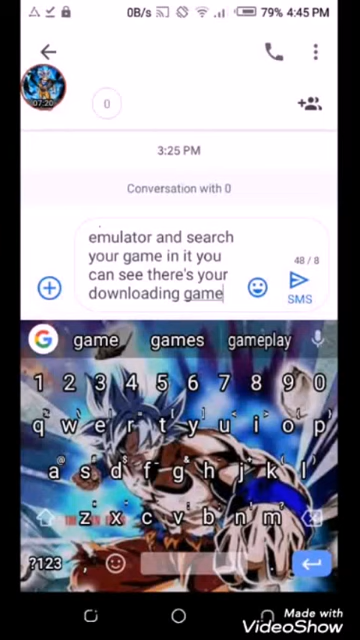 0B/s 79% 4:45 PM
07:20
0
3:25 PM
Conversation with 0
emulator and search
your game in it you
can see there's your
downloading game
48 / 8
SMS
G game games gameplay
1 2 3 4 5 6 7 8 9 0
q w e r t y u i o p
a s d f g h j k l
z x c v b n m
?123 , .
Made with
VideoShow